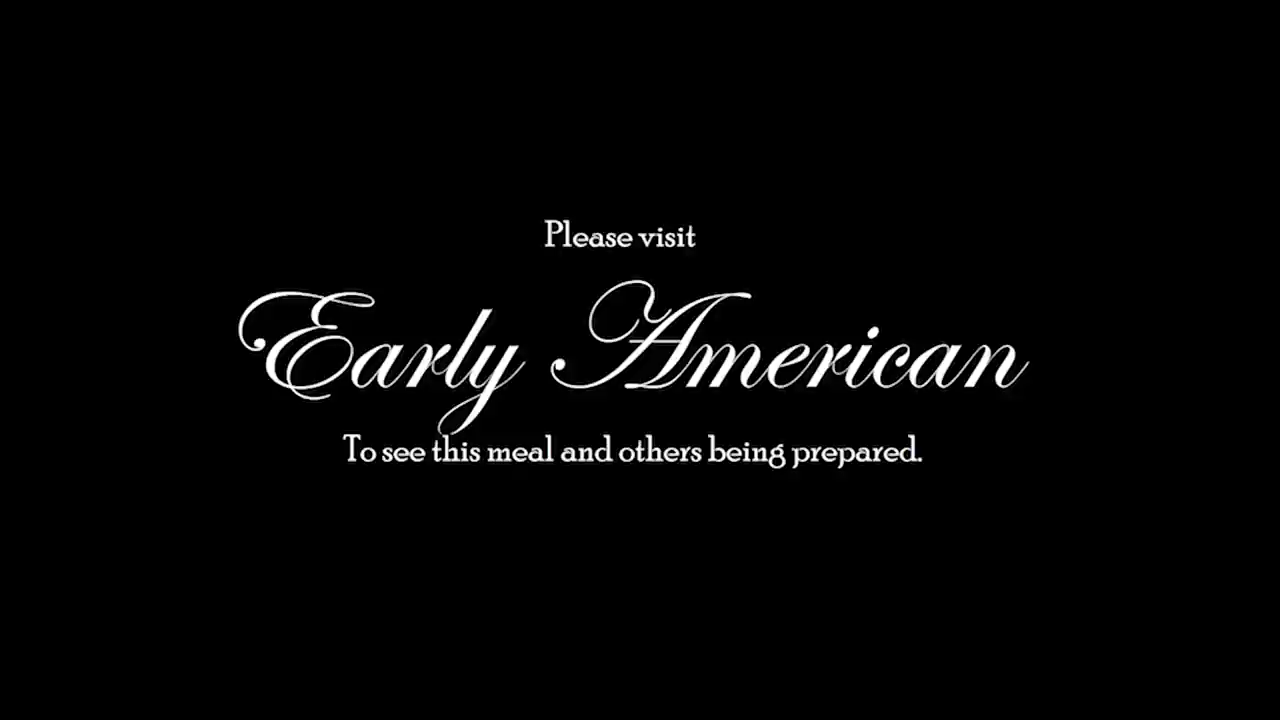 Please visit
Early American
To see this meal and others being prepared.